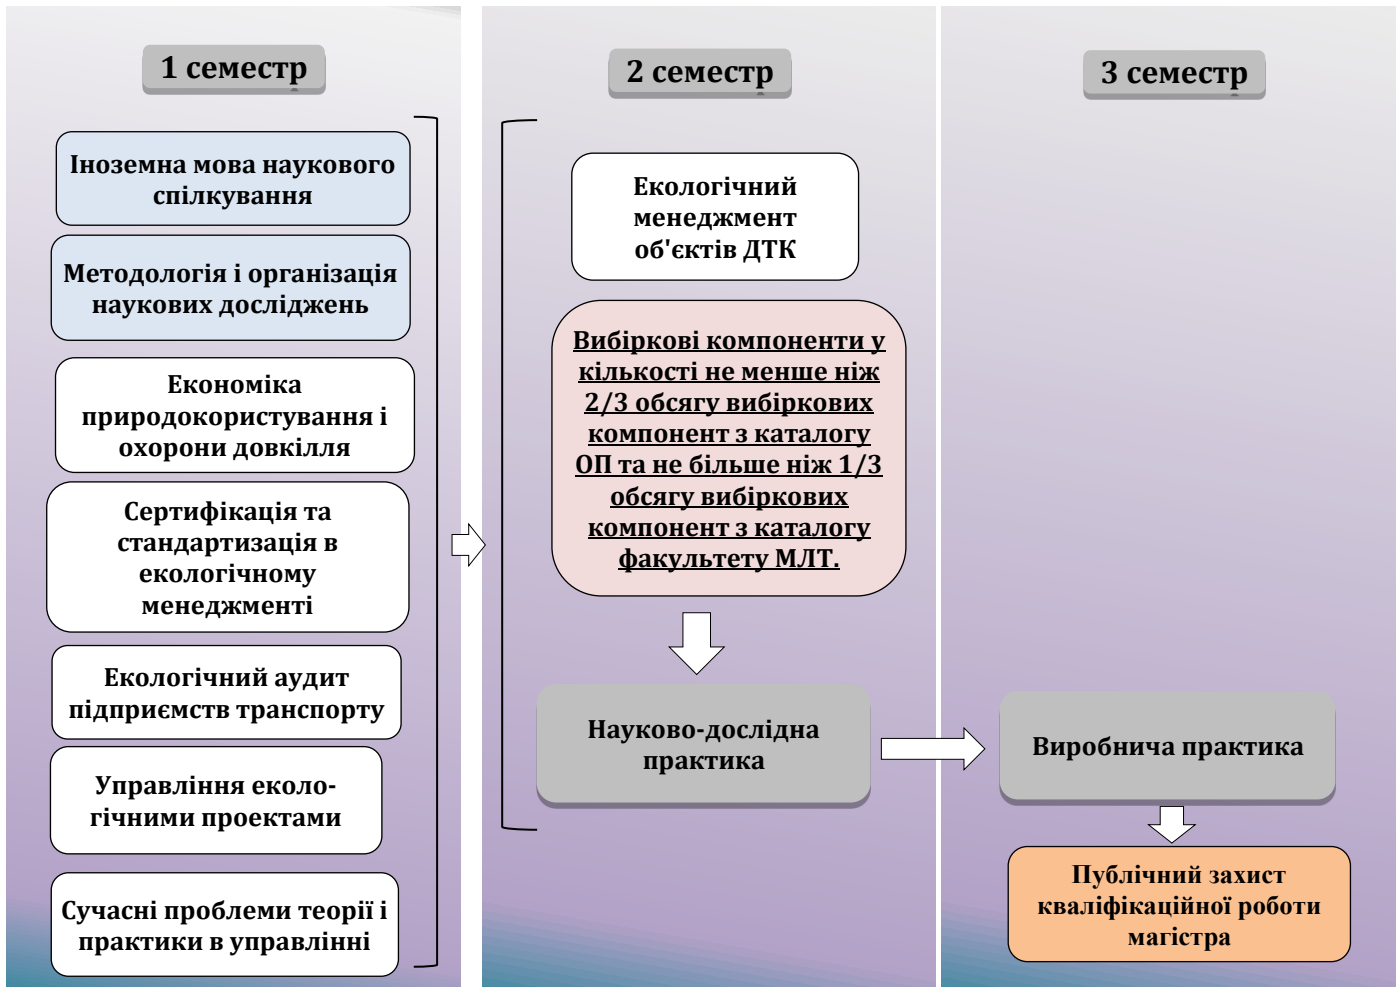 1 семестр
Іноземна мова наукового
спілкування
Методологія і організація
наукових досліджень
Економіка
природокористування і
охорони довкілля
Сертифікація та
стандартизація в
екологічному
менеджменті
Екологічний аудит
підприємств транспорту
Управління еколо-
гічними проектами
Сучасні проблеми теорії і
практики в управлінні
2 семестр
Екологічний
менеджмент
об'єктів ДТК
Вибіркові компоненти у
кількості не менше ніж
2/3 обсягу вибіркових
компонент з каталогу
ОП та не більше ніж 1/3
обсягу вибіркових
компонент з каталогу
факультету МЛТ.
Науково-дослідна
практика
3 семестр
Виробнича практика
Публічний захист
кваліфікаційної роботи
магістра